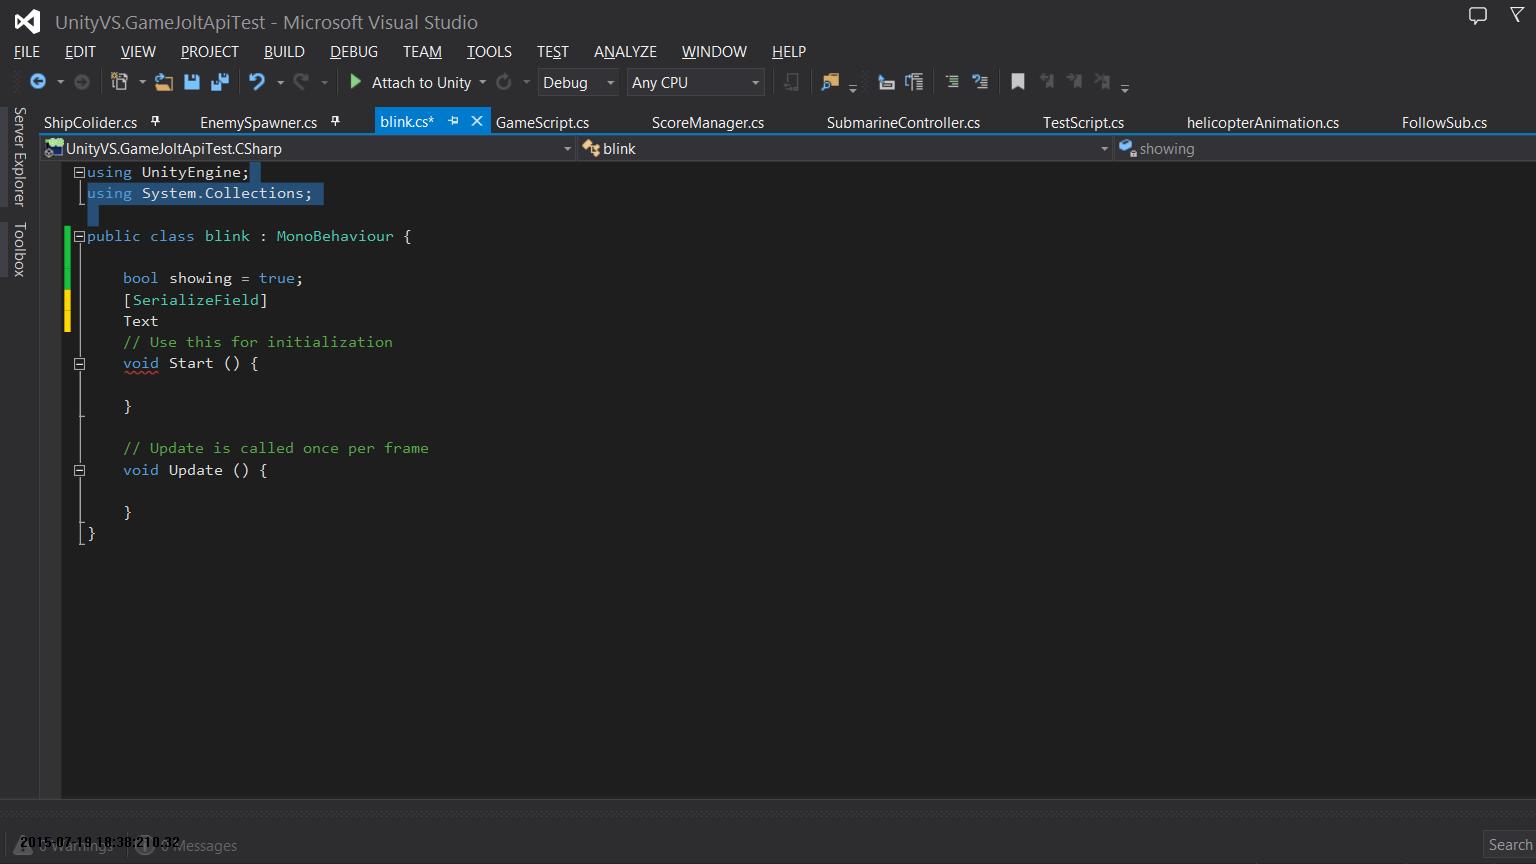 UnityVS.GameJoltApiTest - Microsoft Visual Studio
FILE EDIT VIEW PROJECT BUILD DEBUG TEAM TOOLS TEST ANALYZE WINDOW HELP
Attach to Unity Debug Any CPU
Server Explorer
Toolbox
ShipColider.cs EnemySpawner.cs blink.cs* GameScript.cs ScoreManager.cs SubmarineController.cs TestScript.cs helicopterAnimation.cs FollowSub.cs
UnityVS.GameJoltApiTest.CSharp blink showing
using UnityEngine;
using System.Collections;
public class blink : MonoBehaviour {
bool showing = true;
[SerializeField]
Text
// Use this for initialization
void Start () {
}
// Update is called once per frame
void Update () {
}
}
2015-07-19 18:38:210.32
0 Warnings 0 Messages
Search